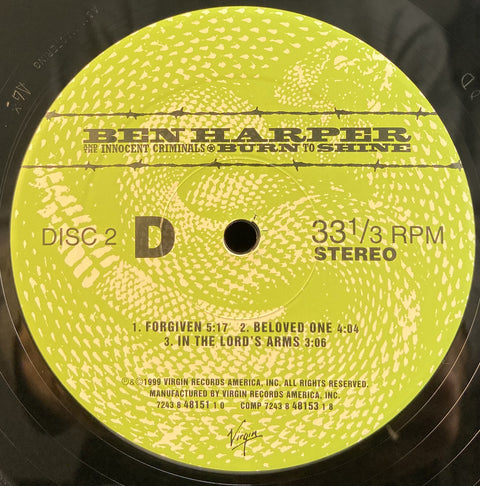 BEN HARPER
AND THE INNOCENT CRIMINALS BURN TO SHINE
DISC 2 D 33 1/3 RPM
STEREO
1. FORGIVEN 5:17 2. BELOVED ONE 4:04
3. IN THE LORD'S ARMS 3:06
℗&©1999 VIRGIN RECORDS AMERICA, INC. ALL RIGHTS RESERVED.
MANUFACTURED BY VIRGIN RECORDS AMERICA, INC.
7243 8 48151 1 0 COMP 7243 8 48153 1 8
Virgin